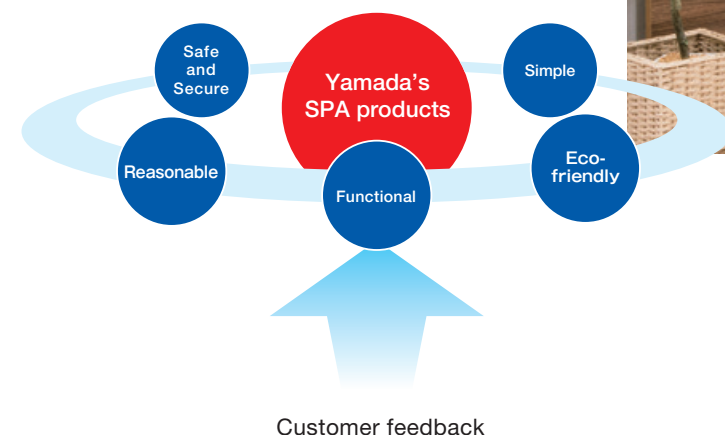 Safe
and
Secure
Yamada's
SPA products
Simple
Reasonable
Functional
Eco-
friendly
Customer feedback